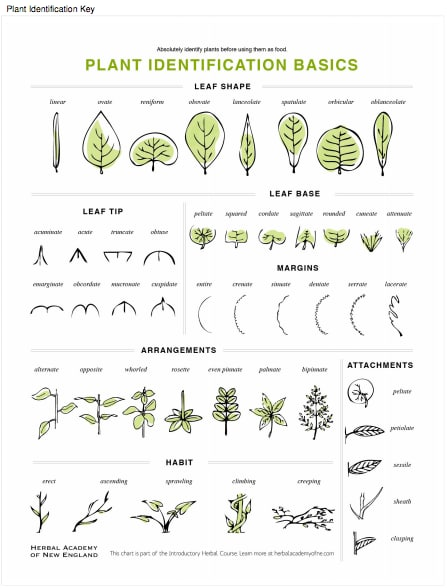 Plant Identification Key
Absolutely identify plants before using them as food.
PLANT IDENTIFICATION BASICS
LEAF SHAPE
linear ovate reniform obovate lanceolate spatulate orbicular oblanceolate
LEAF TIP
acuminate acute truncate obtuse
emarginate obcordate mucronate cuspidate
LEAF BASE
peltate squared cordate sagittate rounded cuneate attenuate
MARGINS
entire crenate sinuate dentate serrate lacerate
ARRANGEMENTS
alternate opposite whorled rosette even pinnate palmate bipinnate
ATTACHMENTS
peltate
petiolate
sessile
sheath
clasping
HABIT
erect ascending sprawling climbing creeping
HERBAL ACADEMY
OF NEW ENGLAND
This chart is part of the Introductory Herbal Course. Learn more at herbalacademyofne.com